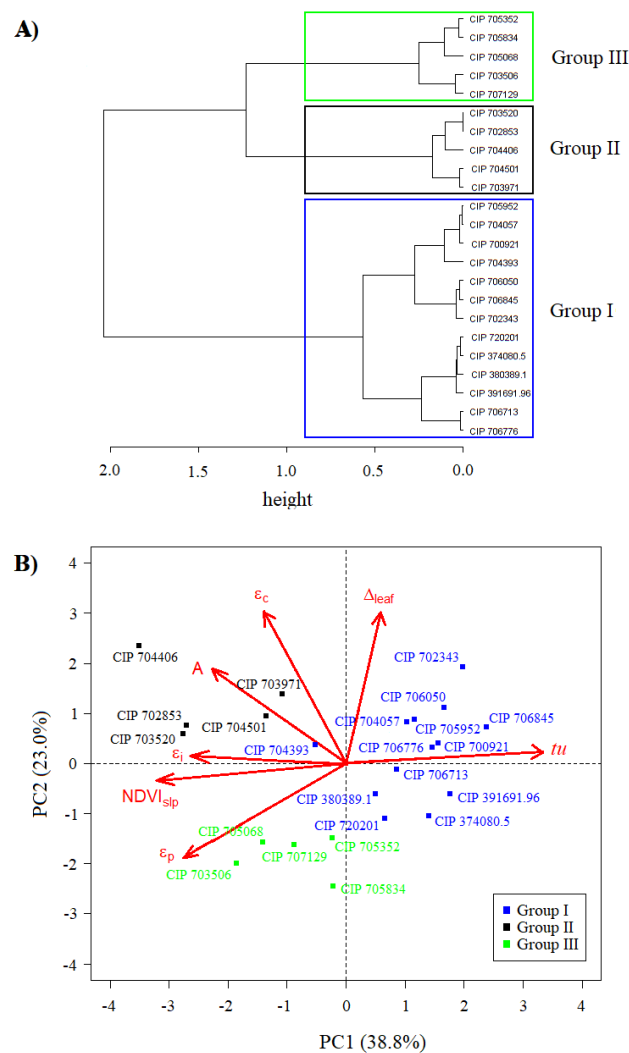 A)
CIP 705352
CIP 705834
CIP 705068
CIP 703506
CIP 707129
Group III
CIP 703520
CIP 702853
CIP 704406
CIP 704501
CIP 703971
Group II
CIP 705952
CIP 704057
CIP 700921
CIP 704393
CIP 706050
CIP 706845
CIP 702343
CIP 720201
CIP 374080.5
CIP 380389.1
CIP 391691.96
CIP 706713
CIP 706776
Group I
2.0 1.5 1.0 0.5 0.0
height
B)
PC2 (23.0%)
4
3
2
1
0
-1
-2
-3
-4
εc
Δleaf
CIP 704406
A
CIP 702343
CIP 703971
CIP 706050
CIP 702853
CIP 704501
CIP 704057
CIP 705952
CIP 706845
CIP 703520
CIP 704393
CIP 706776
CIP 700921
εi
tu
CIP 706713
NDVIslp
CIP 380389.1
CIP 391691.96
CIP 720201
CIP 374080.5
εp
CIP 705068
CIP 707129
CIP 705352
CIP 703506
CIP 705834
Group I
Group II
Group III
-4 -3 -2 -1 0 1 2 3 4
PC1 (38.8%)